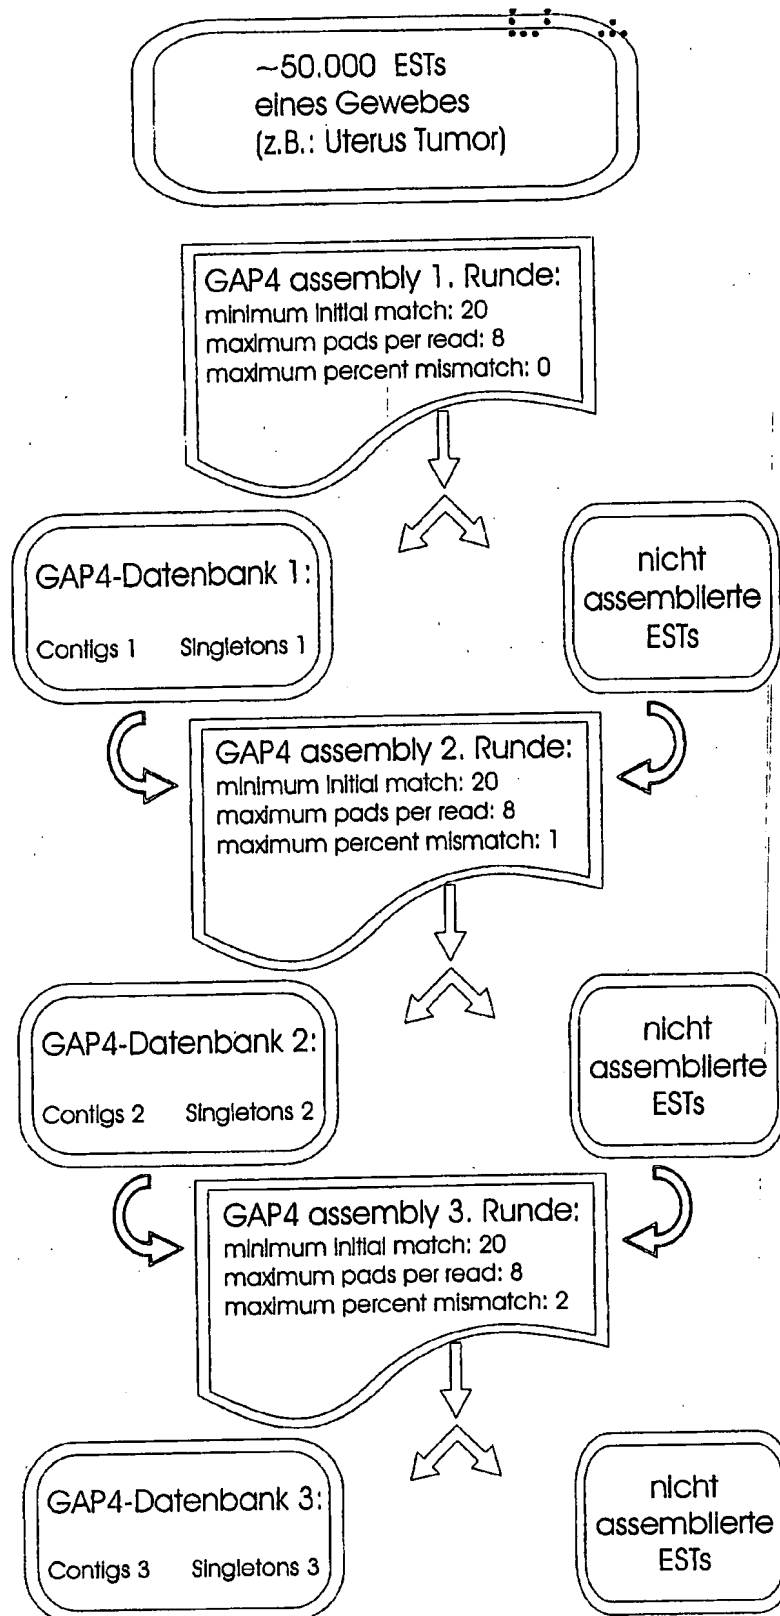 ~50.000 ESTs
eines Gewebes
(z.B.: Uterus Tumor)
GAP4 assembly 1. Runde:
minimum initial match: 20
maximum pads per read: 8
maximum percent mismatch: 0
GAP4-Datenbank 1:
Contigs 1 Singletons 1
nicht
assemblierte
ESTs
GAP4 assembly 2. Runde:
minimum initial match: 20
maximum pads per read: 8
maximum percent mismatch: 1
GAP4-Datenbank 2:
Contigs 2 Singletons 2
nicht
assemblierte
ESTs
GAP4 assembly 3. Runde:
minimum initial match: 20
maximum pads per read: 8
maximum percent mismatch: 2
GAP4-Datenbank 3:
Contigs 3 Singletons 3
nicht
assemblierte
ESTs